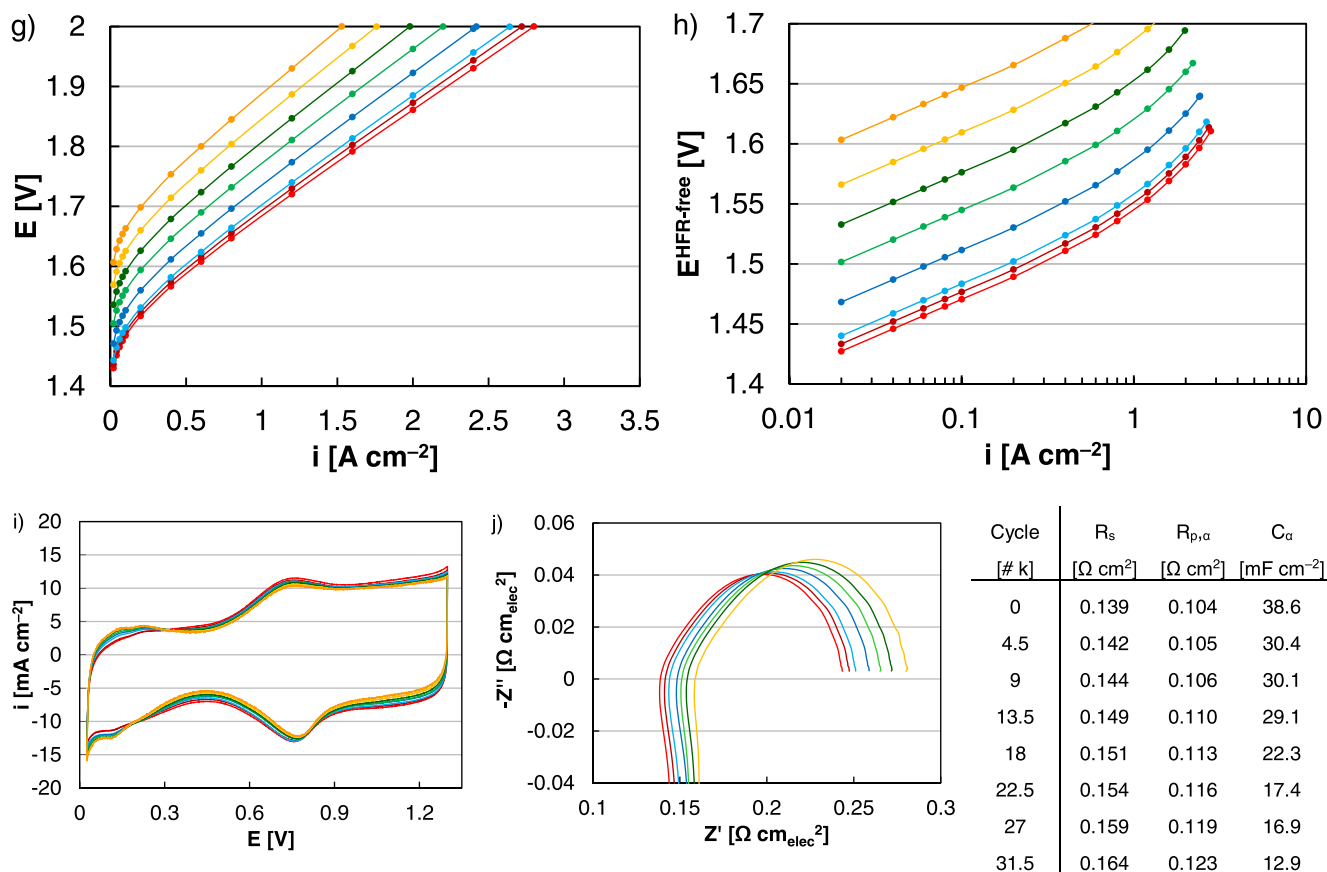 g)
2
1.9
1.8
1.7
1.6
1.5
1.4
E [V]
0 0.5 1 1.5 2 2.5 3 3.5
i [A cm⁻²]
h)
1.7
1.65
1.6
1.55
1.5
1.45
1.4
E^HFR-free [V]
0.01 0.1 1 10
i [A cm⁻²]
i)
20
15
10
5
0
-5
-10
-15
-20
i [mA cm⁻²]
0 0.3 0.6 0.9 1.2
E [V]
j)
0.06
0.04
0.02
0
-0.02
-0.04
-Z'' [Ω cm_elec²]
0.1 0.15 0.2 0.25 0.3
Z' [Ω cm_elec²]
Cycle Rₛ R_p,α C_α
[# k] [Ω cm²] [Ω cm²] [mF cm⁻²]
0 0.139 0.104 38.6
4.5 0.142 0.105 30.4
9 0.144 0.106 30.1
13.5 0.149 0.110 29.1
18 0.151 0.113 22.3
22.5 0.154 0.116 17.4
27 0.159 0.119 16.9
31.5 0.164 0.123 12.9